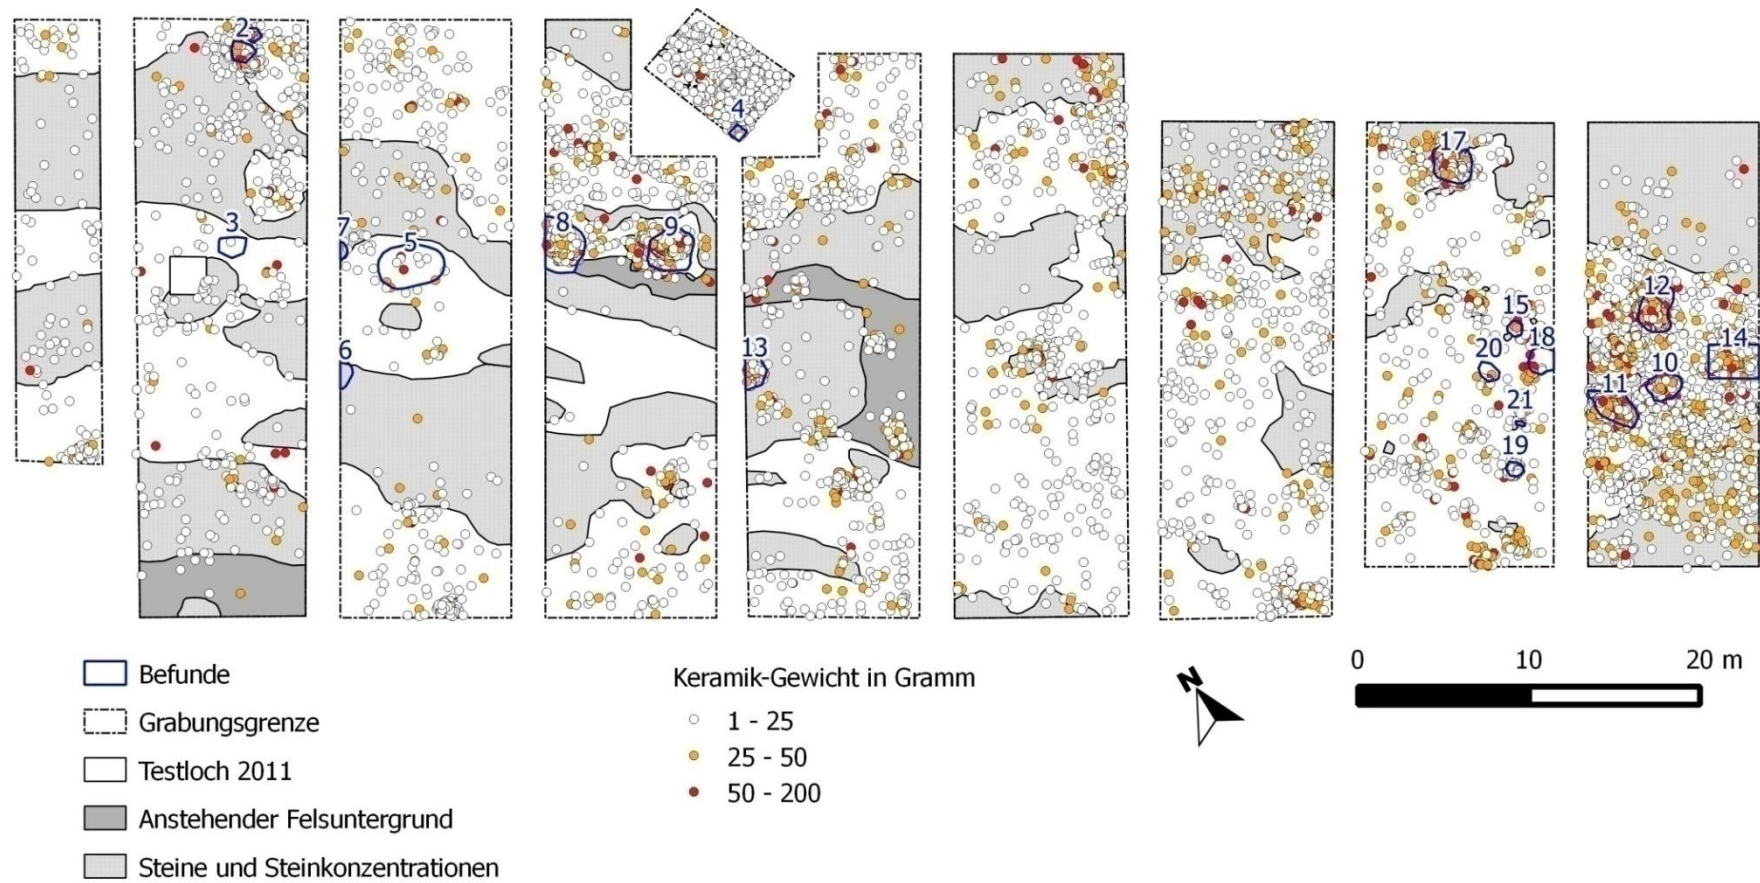 2
4
17
3
7
5
8
9
12
15
18
14
20
6
13
10
11
21
19
Befunde
Grabungsgrenze
Testloch 2011
Anstehender Felsuntergrund
Steine und Steinkonzentrationen
Keramik-Gewicht in Gramm
1 - 25
25 - 50
50 - 200
N
0 10 20 m